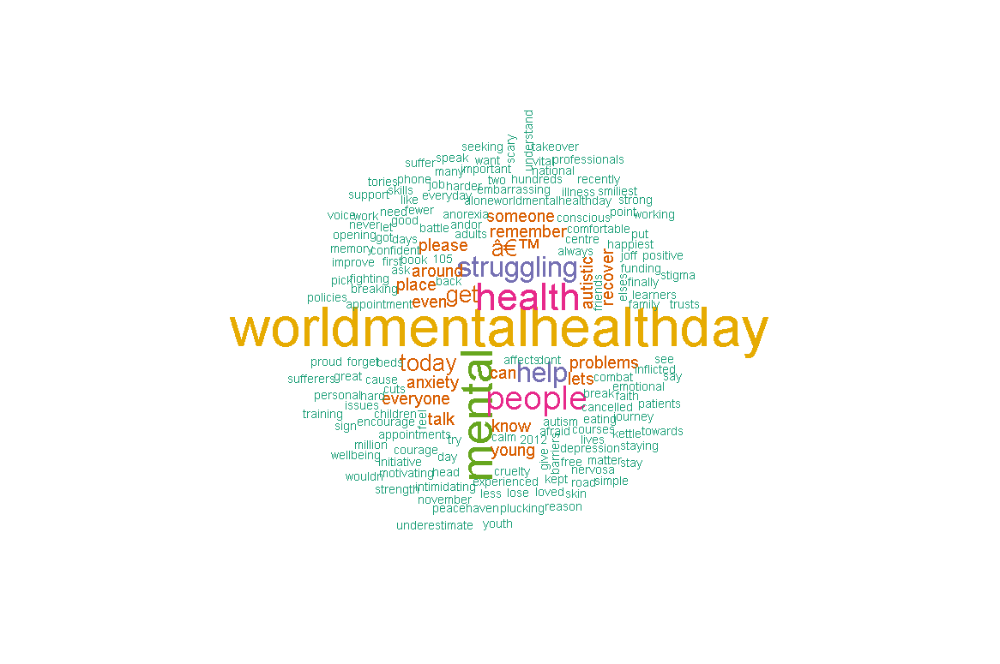 understand
seeking
scary
takeover
suffer
speak
want
vital
professionals
many
important
national
tories
phone
job
harder
two
hundreds
recently
support
skills
like
everyday
embarrassing
illness
smiliest
aloneworldmentalhealthday
strong
voice
work
need
fewer
anorexia
someone
conscious
point
working
never
let
good
battle
andor
remember
comfortable
opening
got
days
adults
centre
put
memory
confident
please
â€™
always
happiest
improve
first
book
105
struggling
autistic
recover
joff
positive
ask
around
funding
pick
fighting
place
back
friends
elses
finally
stigma
breaking
get
health
learners
policies
appointment
even
family
trusts
worldmentalhealthday
proud
forget
beds
today
mental
affects
dont
problems
see
sufferers
great
cause
anxiety
can
help
lets
combat
inflicted
say
cuts
emotional
personal
hard
everyone
people
break
faith
issues
cancelled
patients
training
children
feel
talk
autism
eating
journey
sign
encourage
know
afraid
courses
kettle
towards
appointments
try
calm
2012
lives
million
courage
day
young
give
barriers
depression
staying
wellbeing
initiative
free
matter
stay
wouldn
motivating
head
cruelty
nervosa
strength
intimidating
experienced
kept
road
simple
november
less
lose
loved
skin
peacehaven
plucking
reason
underestimate
youth